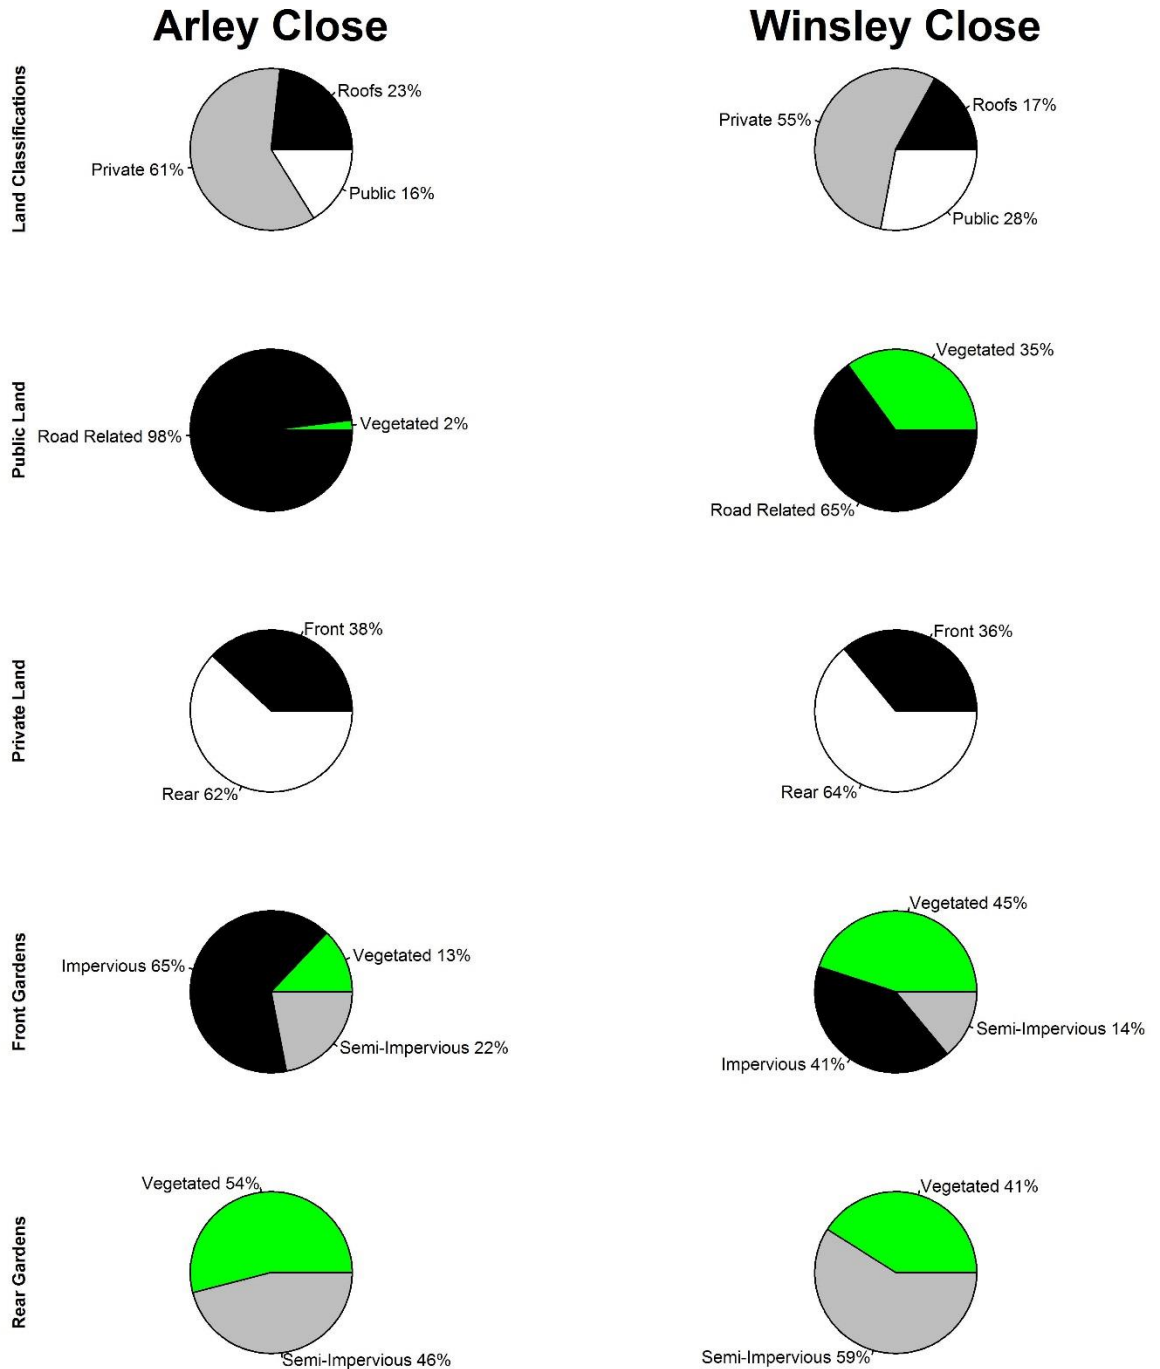 Arley Close
Winsley Close
Land Classifications
Roofs 23%
Private 61%
Public 16%
Roofs 17%
Private 55%
Public 28%
Public Land
Road Related 98%
Vegetated 2%
Vegetated 35%
Road Related 65%
Private Land
Front 38%
Rear 62%
Front 36%
Rear 64%
Front Gardens
Impervious 65%
Vegetated 13%
Semi-Impervious 22%
Vegetated 45%
Semi-Impervious 14%
Impervious 41%
Rear Gardens
Vegetated 54%
Semi-Impervious 46%
Vegetated 41%
Semi-Impervious 59%